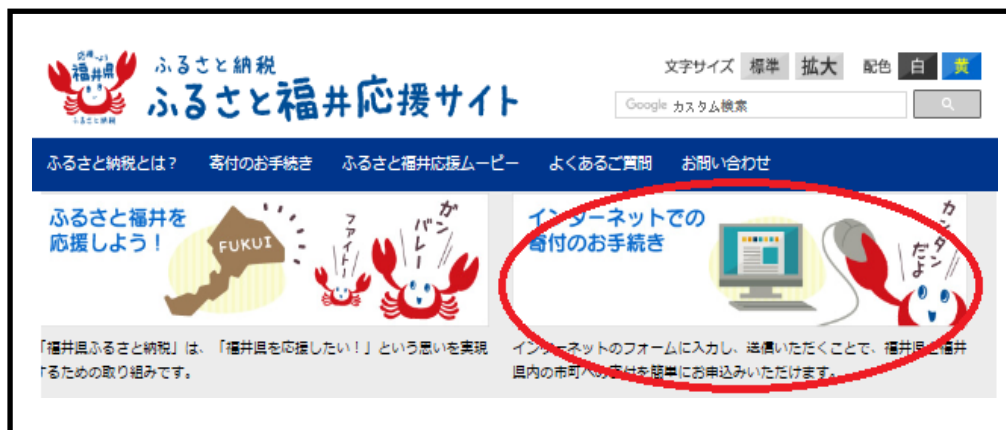 応援しよう
福井県
ふるさと納税
ふるさと納税
ふるさと福井応援サイト
文字サイズ 標準 拡大 配色 白 黄
Google カスタム検索
ふるさと納税とは? 寄付のお手続き ふるさと福井応援ムービー よくあるご質問 お問い合わせ
ふるさと福井を
応援しよう!
FUKUI
ファイトー!
ガンバレー!
「福井県ふるさと納税」は、「福井県を応援したい!」という思いを実現
するための取り組みです。
インターネットでの
寄付のお手続き
カンタン
だよ
インターネットのフォームに入力し、送信いただくことで、福井県と福井
県内の市町への寄付を簡単にお申込みいただけます。